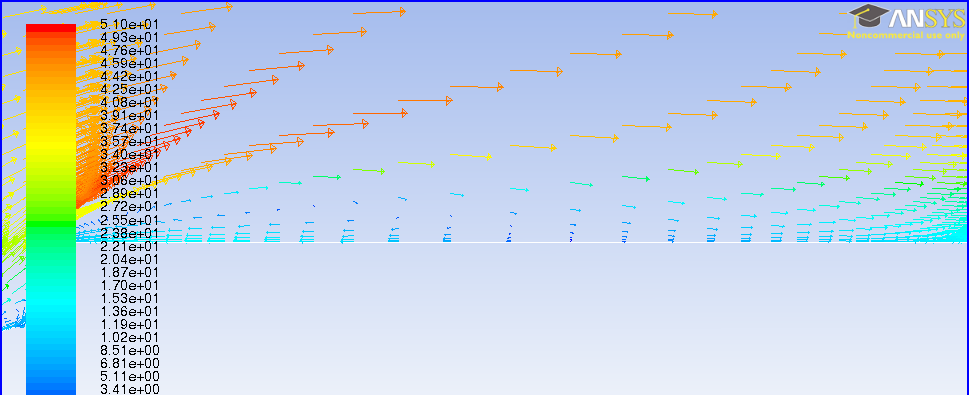 5.10e+01
ANSYS
Noncommercial use only
4.93e+01
4.76e+01
4.59e+01
4.42e+01
4.25e+01
4.08e+01
3.91e+01
3.74e+01
3.57e+01
3.40e+01
3.23e+01
3.06e+01
2.89e+01
2.72e+01
2.55e+01
2.38e+01
2.21e+01
2.04e+01
1.87e+01
1.70e+01
1.53e+01
1.36e+01
1.19e+01
1.02e+01
8.51e+00
6.81e+00
5.11e+00
3.41e+00